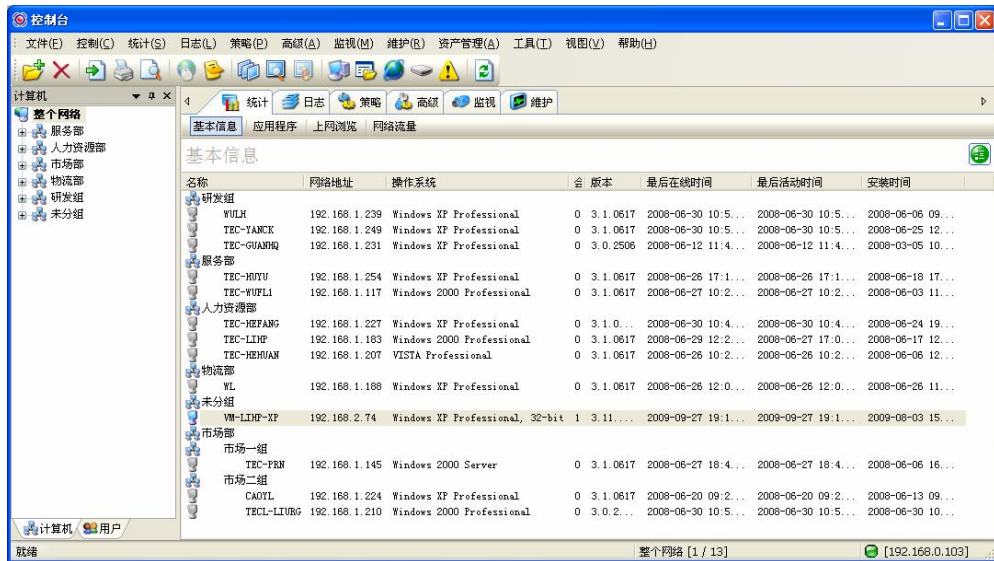 控制台
文件(F) 控制(C) 统计(S) 日志(L) 策略(P) 高级(A) 监视(M) 维护(R) 资产管理(A) 工具(T) 视图(V) 帮助(H)
计算机
整个网络
服务部
人力资源部
市场部
物流部
研发组
未分组
统计 日志 策略 高级 监视 维护
基本信息 应用程序 上网浏览 网络流量
基本信息
名称 网络地址 操作系统 会 版本 最后在线时间 最后活动时间 安装时间
研发组
WULH 192.168.1.239 Windows XP Professional 0 3.1.0617 2008-06-30 10:5... 2008-06-30 10:5... 2008-06-06 09...
TEC-YANCK 192.168.1.249 Windows XP Professional 0 3.1.0617 2008-06-30 10:5... 2008-06-30 10:5... 2008-06-25 12...
TEC-GUANHQ 192.168.1.231 Windows XP Professional 0 3.0.2506 2008-06-12 11:4... 2008-06-12 11:4... 2008-03-05 10...
服务部
TEC-HUYU 192.168.1.254 Windows XP Professional 0 3.1.0617 2008-06-26 17:1... 2008-06-26 17:1... 2008-06-18 17...
TEC-WUFL1 192.168.1.117 Windows 2000 Professional 0 3.1.0617 2008-06-27 10:2... 2008-06-27 10:2... 2008-06-03 11...
人力资源部
TEC-HEFANG 192.168.1.227 Windows XP Professional 0 3.1.0... 2008-06-30 10:4... 2008-06-30 10:4... 2008-06-24 19...
TEC-LIHP 192.168.1.183 Windows 2000 Professional 0 3.1.0617 2008-06-29 12:2... 2008-06-27 17:0... 2008-06-17 12...
TEC-HEHUAN 192.168.1.207 VISTA Professional 0 3.1.0617 2008-06-26 10:2... 2008-06-26 10:2... 2008-06-06 12...
物流部
WL 192.168.1.188 Windows XP Professional 0 3.1.0617 2008-06-26 12:0... 2008-06-26 12:0... 2008-06-26 11...
未分组
VM-LIHP-XP 192.168.2.74 Windows XP Professional, 32-bit 1 3.11.... 2009-09-27 19:1... 2009-09-27 19:1... 2009-08-03 15...
市场部
市场一组
TEC-PRN 192.168.1.145 Windows 2000 Server 0 3.1.0617 2008-06-27 18:4... 2008-06-27 18:4... 2008-06-06 16...
市场二组
CAOYL 192.168.1.224 Windows XP Professional 0 3.1.0617 2008-06-20 09:2... 2008-06-20 09:2... 2008-06-13 09...
TECL-LIURG 192.168.1.210 Windows 2000 Professional 0 3.0.2... 2008-06-30 10:5... 2008-06-30 10:5... 2008-06-30 10...
计算机 用户
就绪 整个网络 [1 / 13] [192.168.0.103]